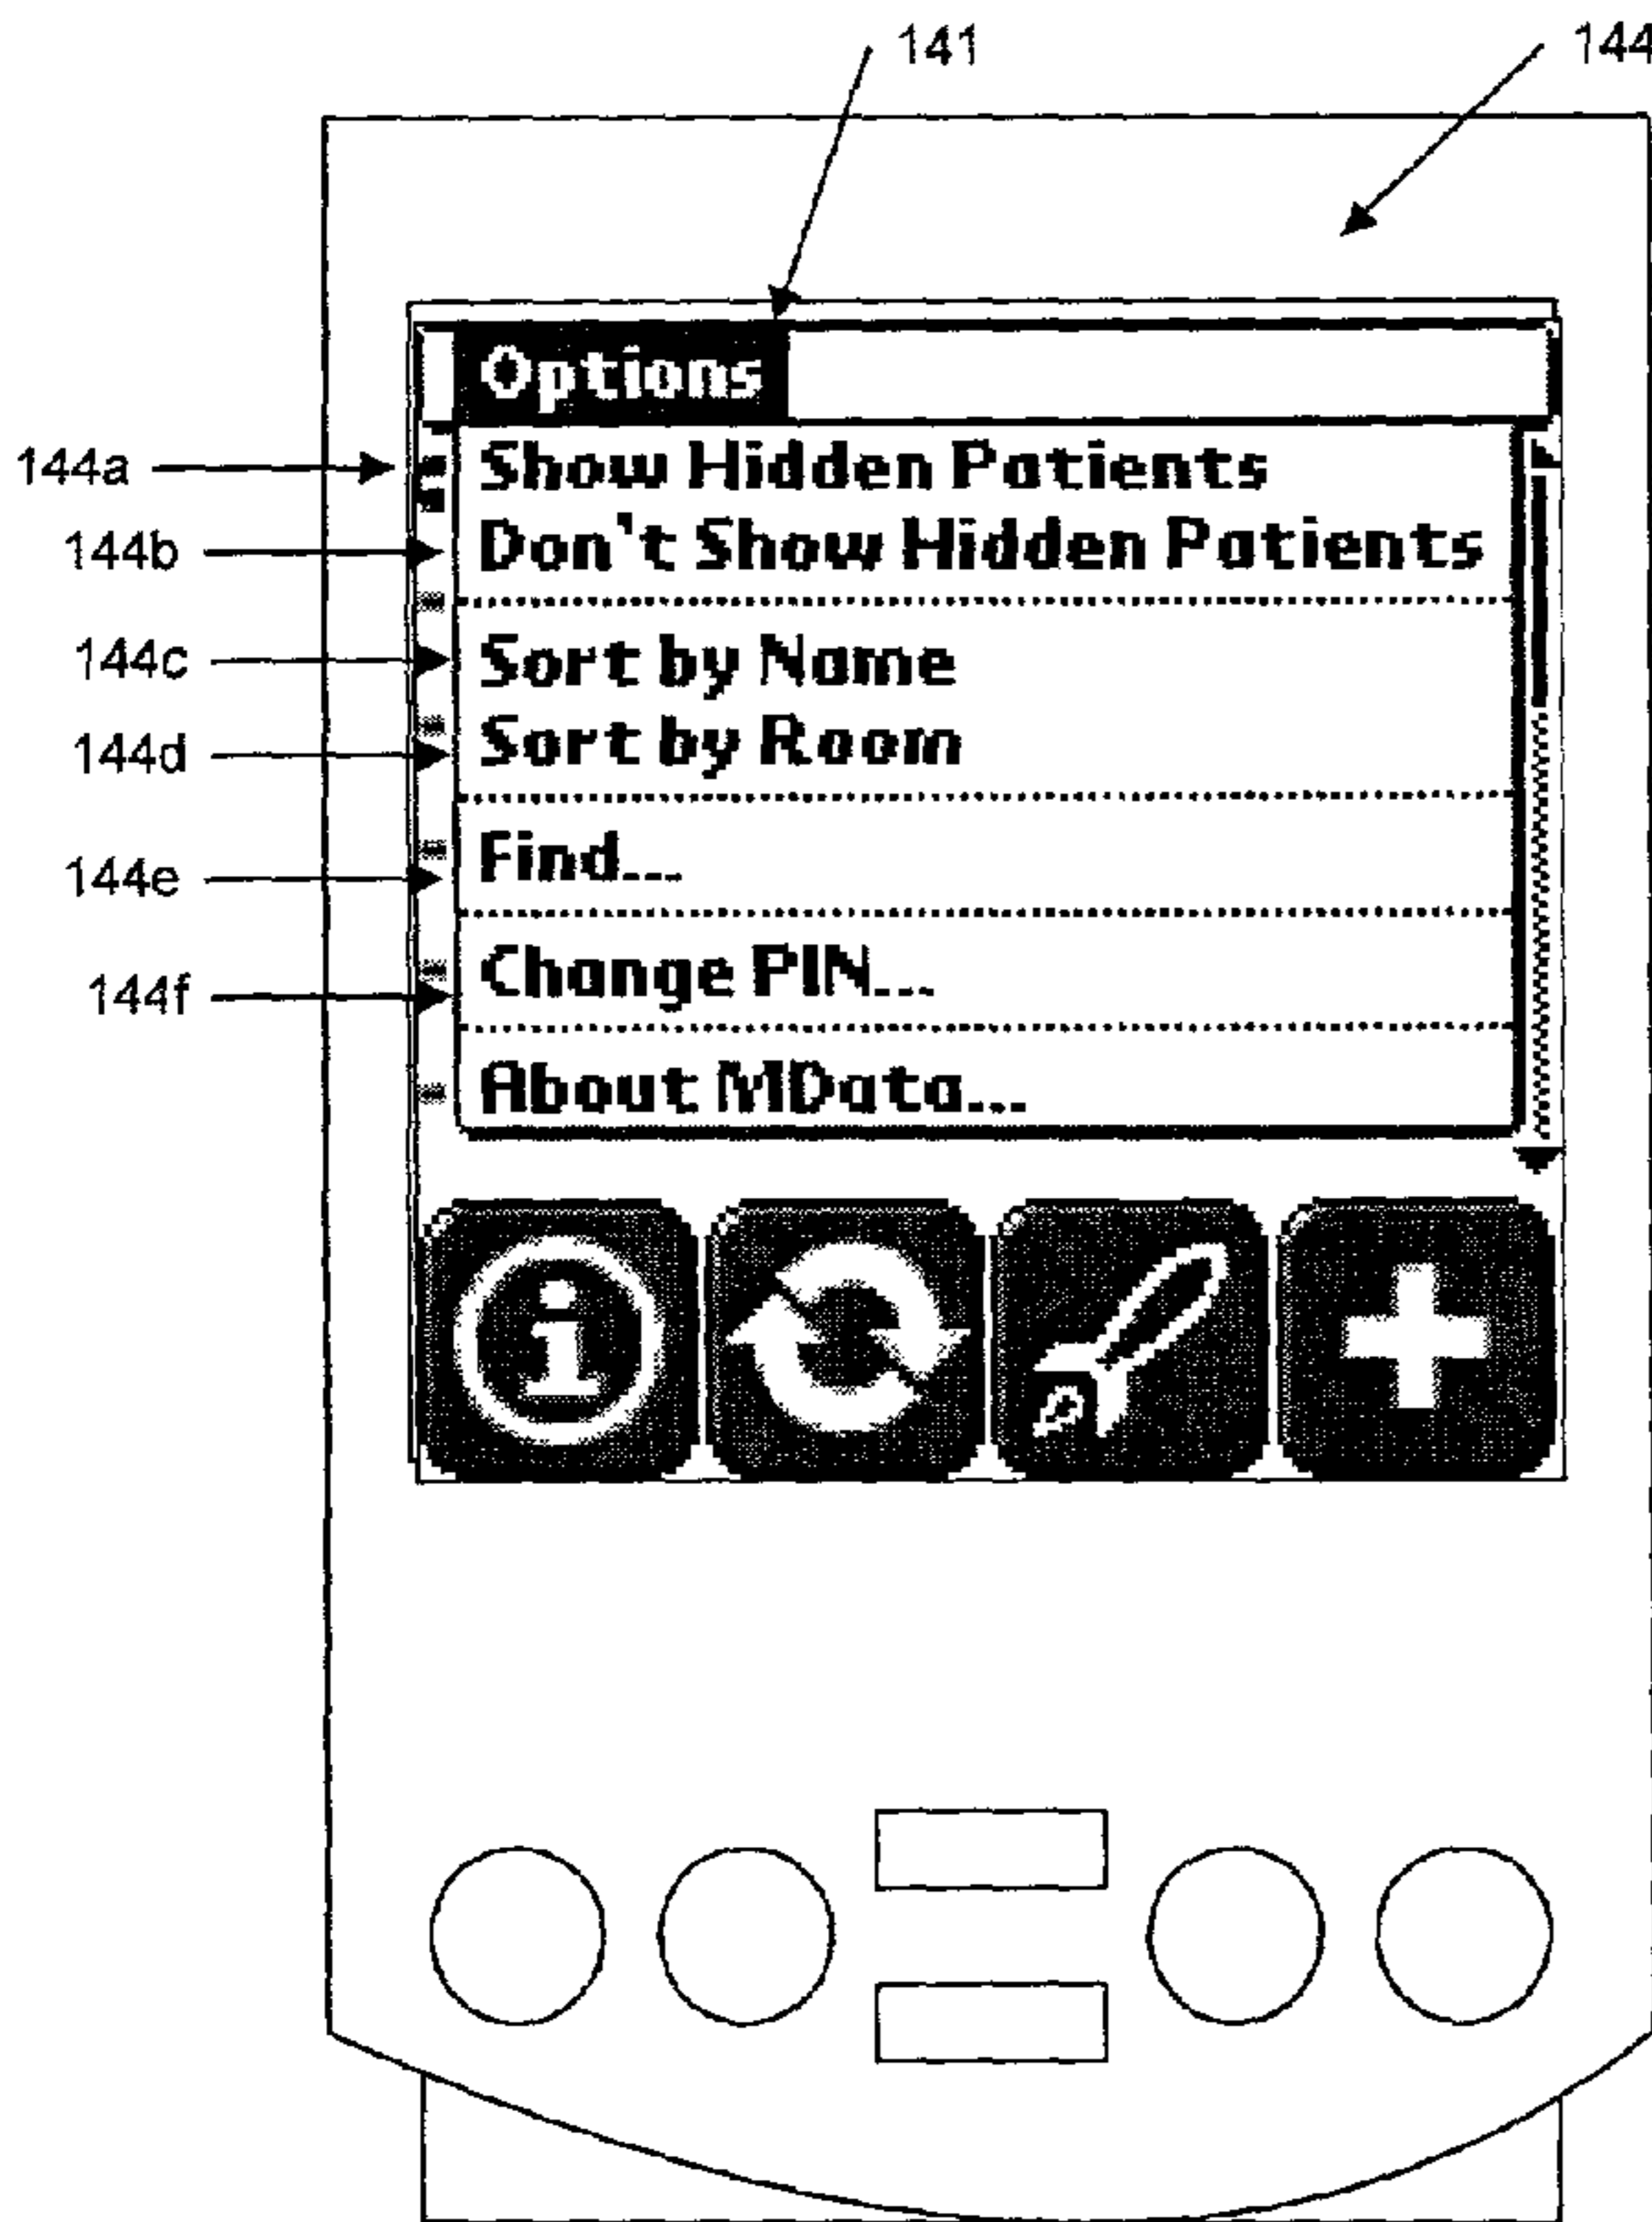 141
144
Options
144a
Show Hidden Patients
144b
Don't Show Hidden Patients
144c
Sort by Name
144d
Sort by Room
144e
Find...
144f
Change PIN...
About MData...